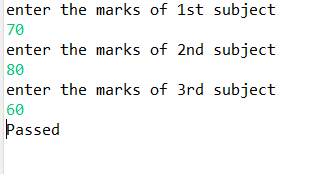 enter the marks of 1st subject
70
enter the marks of 2nd subject
80
enter the marks of 3rd subject
60
Passed